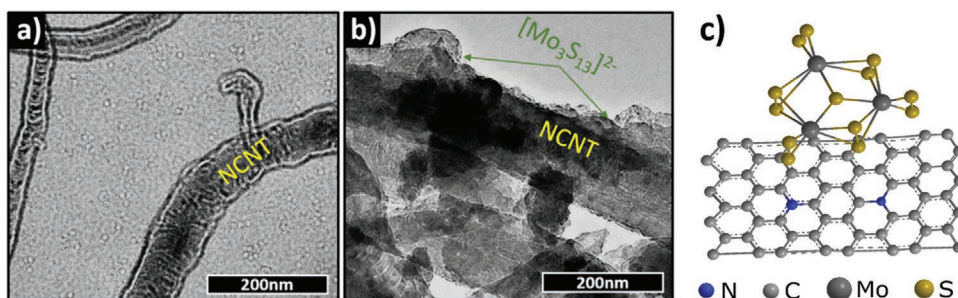 a)
NCNT
200nm
b)
[Mo3S13]2-
NCNT
200nm
c)
N C Mo S